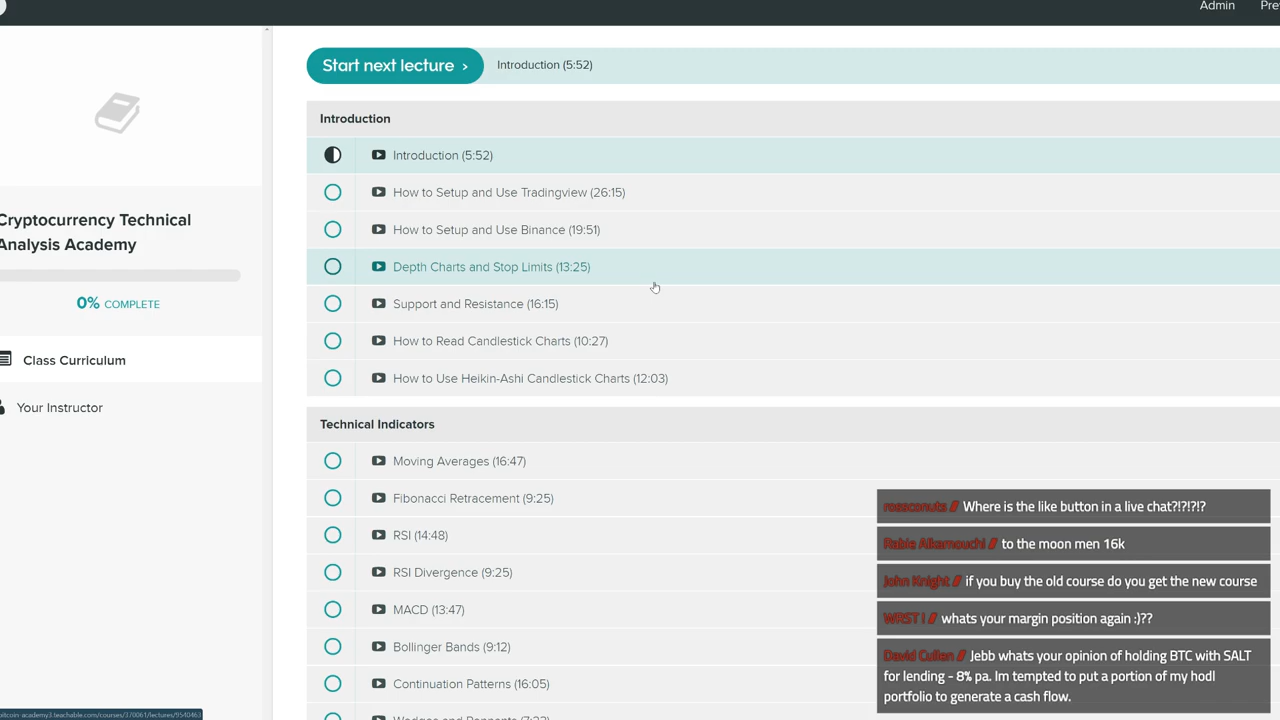 Admin
Start next lecture ›
Introduction (5:52)
Introduction
Introduction (5:52)
How to Setup and Use Tradingview (26:15)
How to Setup and Use Binance (19:51)
Depth Charts and Stop Limits (13:25)
Support and Resistance (16:15)
How to Read Candlestick Charts (10:27)
How to Use Heikin-Ashi Candlestick Charts (12:03)
Cryptocurrency Technical
Analysis Academy
0% COMPLETE
Class Curriculum
Your Instructor
Technical Indicators
Moving Averages (16:47)
Fibonacci Retracement (9:25)
RSI (14:48)
RSI Divergence (9:25)
MACD (13:47)
Bollinger Bands (9:12)
Continuation Patterns (16:05)
rossconuts // Where is the like button in a live chat?!?!?!?
Rabie Alkamouchi // to the moon men 16k
John Knight // if you buy the old course do you get the new course
WRST I // whats your margin position again :)??
David Cullen // Jebb whats your opinion of holding BTC with SALT
for lending - 8% pa. Im tempted to put a portion of my hodl
portfolio to generate a cash flow.